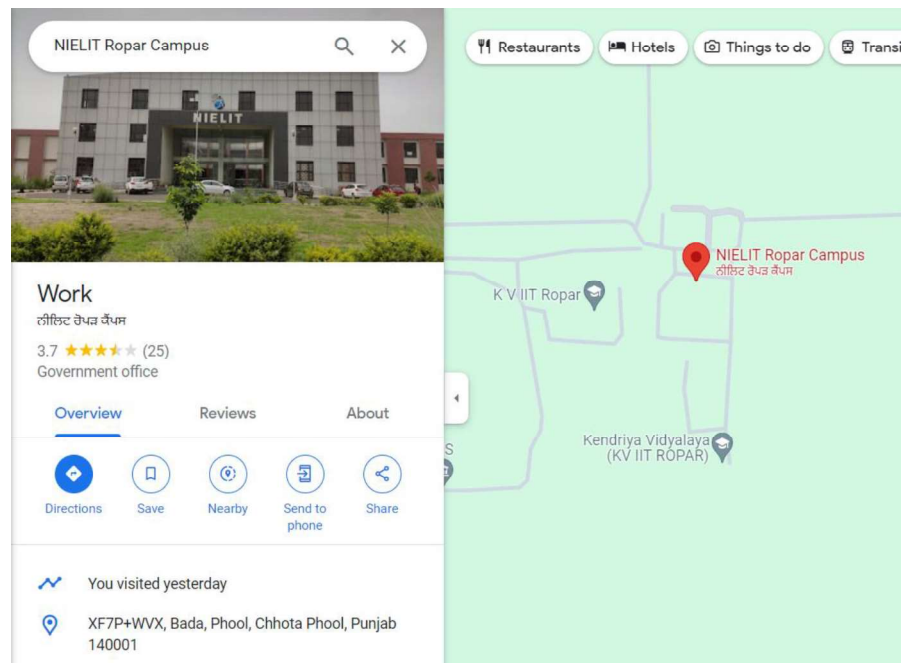 NIELIT Ropar Campus
NIELIT
Work
ਨੀਲਿਟ ਰੋਪੜ ਕੈਂਪਸ
3.7 (25)
Government office
Overview Reviews About
Directions Save Nearby Send to phone Share
You visited yesterday
XF7P+WVX, Bada, Phool, Chhota Phool, Punjab
140001
Restaurants Hotels Things to do Transi
NIELIT Ropar Campus
ਨੀਲਿਟ ਰੋਪੜ ਕੈਂਪਸ
K V IIT Ropar
Kendriya Vidyalaya
(KV IIT ROPAR)
S